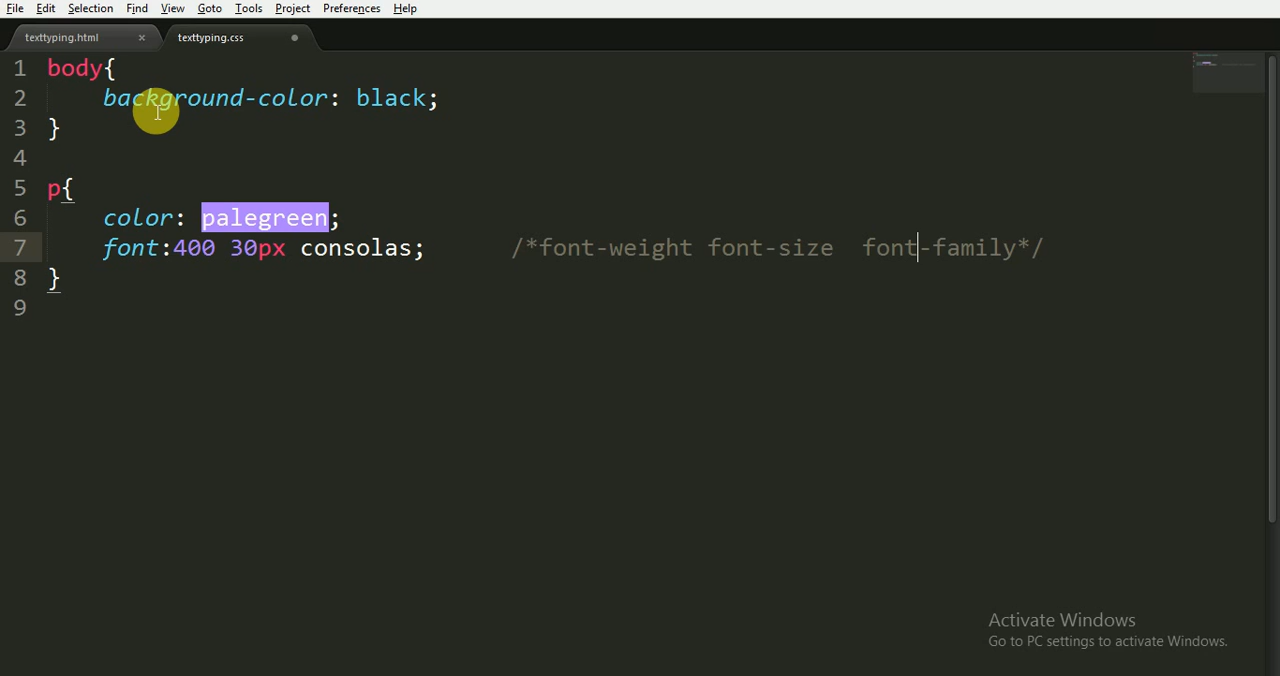 File Edit Selection Find View Goto Tools Project Preferences Help
texttyping.html × texttyping.css
1 body{
2     background-color: black;
3 }
4
5 p{
6     color: palegreen;
7     font:400 30px consolas;      /*font-weight font-size  font-family*/
8 }
9
Activate Windows
Go to PC settings to activate Windows.